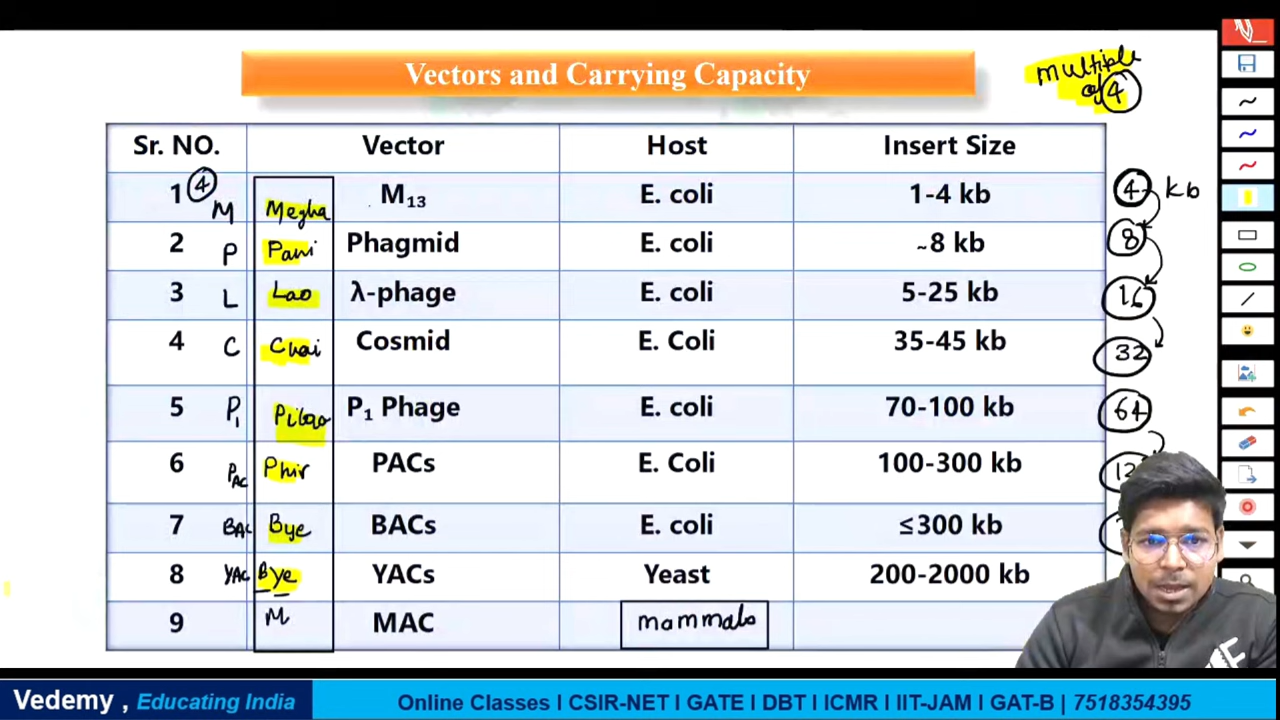 Vectors and Carrying Capacity
multiple
of 4
Sr. NO. Vector Host Insert Size
1 4 M Megha M13 E. coli 1-4 kb 4 kb
2 P Pani Phagmid E. coli ~8 kb 8
3 L Lao λ-phage E. coli 5-25 kb 16
4 C Chai Cosmid E. Coli 35-45 kb 32
5 P1 Pilao P1 Phage E. coli 70-100 kb 64
6 PAC Phir PACs E. Coli 100-300 kb
7 BAC Bye BACs E. coli ≤300 kb
8 YAC Bye YACs Yeast 200-2000 kb
9 M MAC mammals
Vedemy , Educating India Online Classes I CSIR-NET I GATE I DBT I ICMR I IIT-JAM I GAT-B | 7518354395